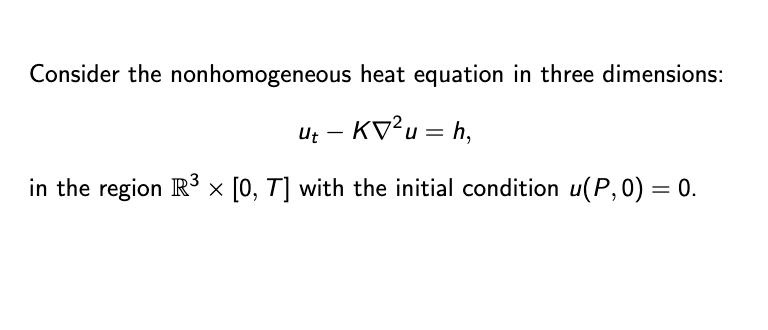 Consider the nonhomogeneous heat equation in three dimensions:
u_t − K∇²u = h,
in the region ℝ³ × [0, T] with the initial condition u(P, 0) = 0.